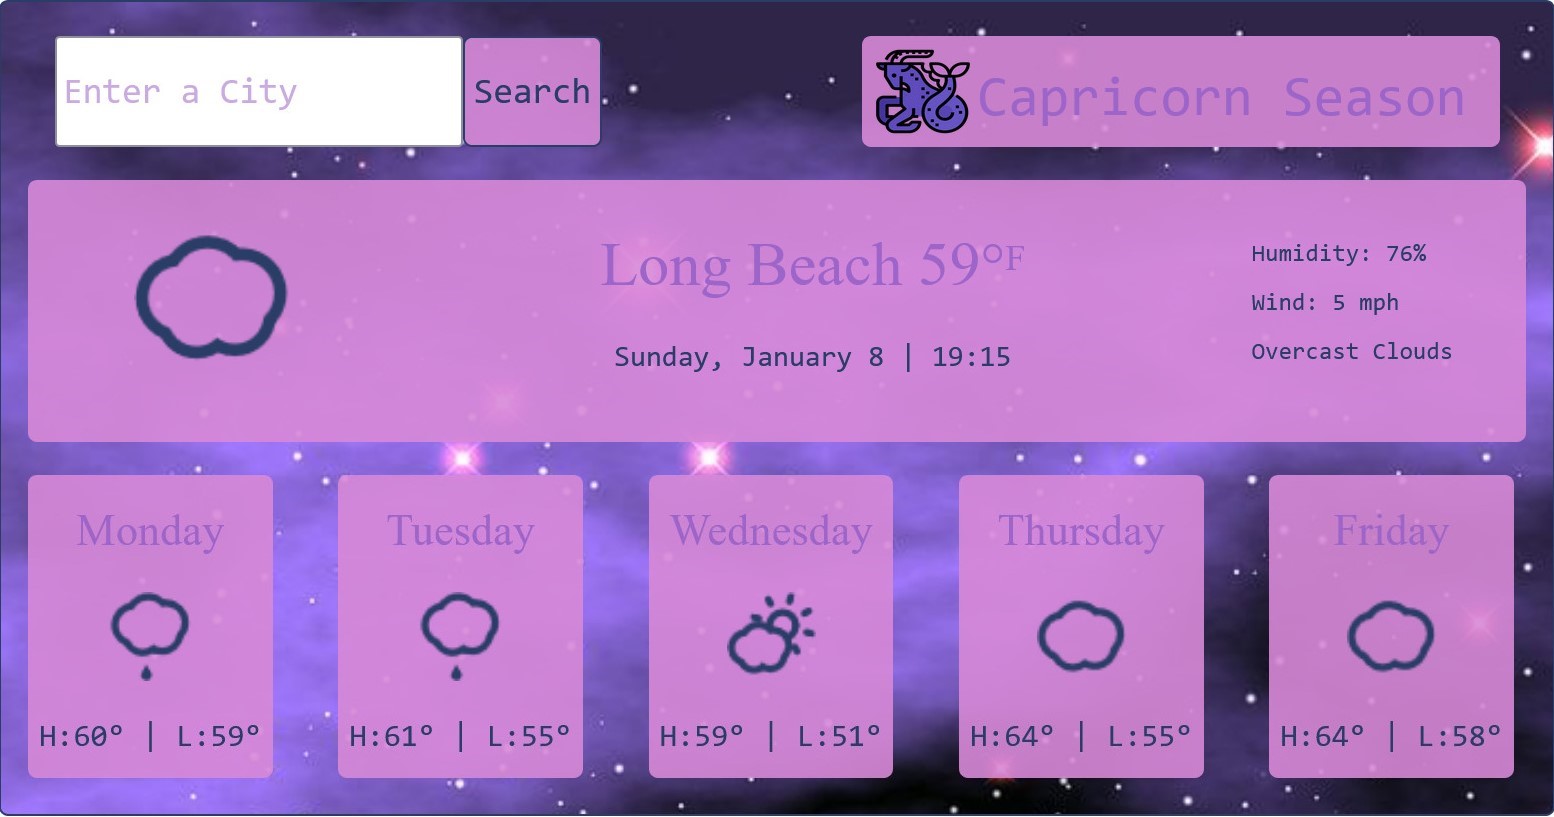 Enter a City
Search
Capricorn Season
Long Beach 59°F
Sunday, January 8 | 19:15
Humidity: 76%
Wind: 5 mph
Overcast Clouds
Monday
H:60° | L:59°
Tuesday
H:61° | L:55°
Wednesday
H:59° | L:51°
Thursday
H:64° | L:55°
Friday
H:64° | L:58°